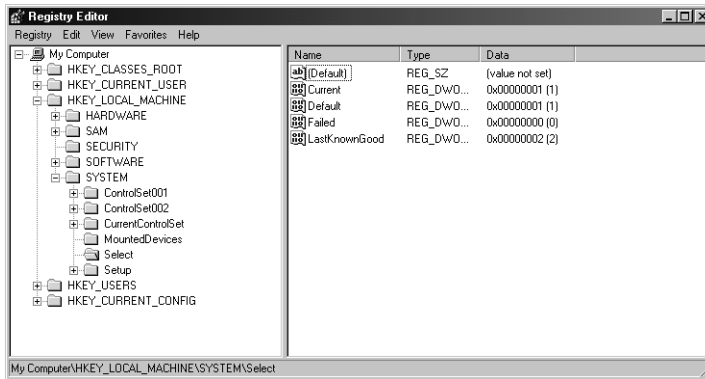 Registry Editor
Registry Edit View Favorites Help
My Computer
HKEY_CLASSES_ROOT
HKEY_CURRENT_USER
HKEY_LOCAL_MACHINE
HARDWARE
SAM
SECURITY
SOFTWARE
SYSTEM
ControlSet001
ControlSet002
CurrentControlSet
MountedDevices
Select
Setup
HKEY_USERS
HKEY_CURRENT_CONFIG
Name Type Data
(Default) REG_SZ (value not set)
Current REG_DWO... 0x00000001 (1)
Default REG_DWO... 0x00000001 (1)
Failed REG_DWO... 0x00000000 (0)
LastKnownGood REG_DWO... 0x00000002 (2)
My Computer\HKEY_LOCAL_MACHINE\SYSTEM\Select